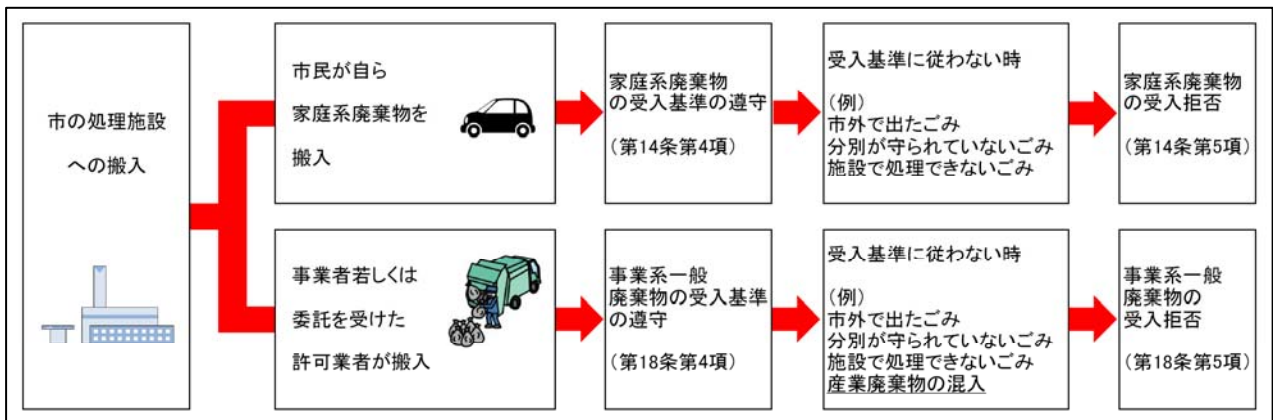 市の処理施設
への搬入
市民が自ら
家庭系廃棄物を
搬入
家庭系廃棄物
の受入基準の遵守
(第14条第4項)
受入基準に従わない時
(例)
市外で出たごみ
分別が守られていないごみ
施設で処理できないごみ
家庭系廃棄物
の受入拒否
(第14条第5項)
事業者若しくは
委託を受けた
許可業者が搬入
事業系一般
廃棄物の受入基準
の遵守
(第18条第4項)
受入基準に従わない時
(例)
市外で出たごみ
分別が守られていないごみ
施設で処理できないごみ
産業廃棄物の混入
事業系一般
廃棄物の
受入拒否
(第18条第5項)